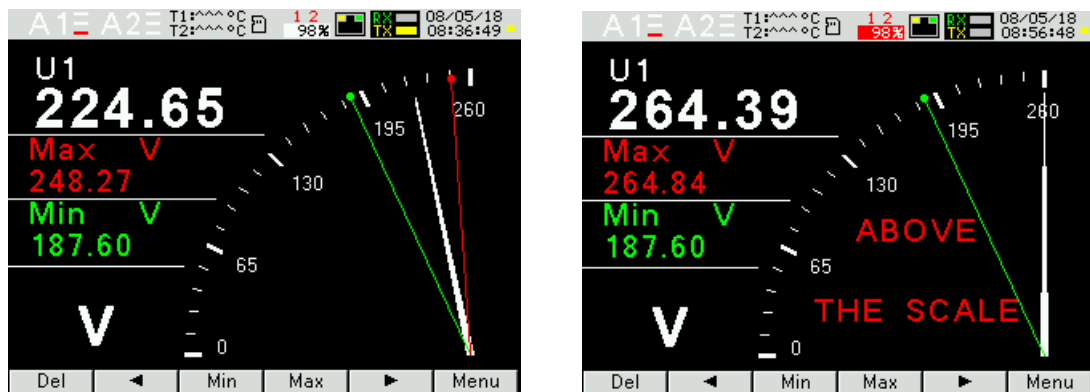 A1 A2 T1:^^^ °C 1 2 RX 08/05/18
T2:^^^ °C 98% TX 08:36:49
U1
224.65
Max V
248.27
Min V
187.60
V
0
65
130
195
260
Del ◄ Min Max ► Menu
A1 A2 T1:^^^ °C 1 2 RX 08/05/18
T2:^^^ °C 98% TX 08:56:48
U1
264.39
Max V
264.84
Min V
187.60
V
0
65
130
195
260
ABOVE
THE SCALE
Del ◄ Min Max ► Menu